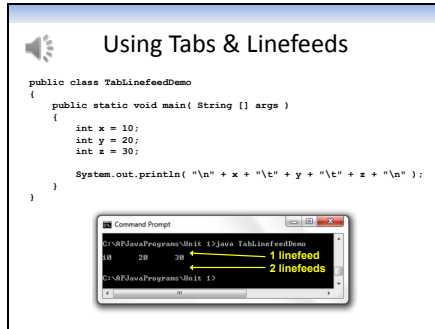 Using Tabs & Linefeeds
public class TabLinefeedDemo
{
public static void main( String [] args )
{
int x = 10;
int y = 20;
int z = 30;
System.out.println( "\n" + x + "\t" + y + "\t" + z + "\n" );
}
}
Command Prompt
C:\APJavaPrograms\Unit 1>java TabLinefeedDemo
1 linefeed
10 20 30
2 linefeeds
C:\APJavaPrograms\Unit 1>